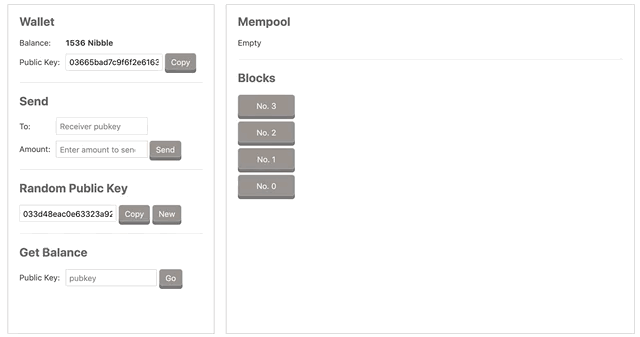 Wallet
Balance: 1536 Nibble
Public Key: 03665bad7c9f6f2e6163 Copy
Send
To: Receiver pubkey
Amount: Enter amount to send Send
Random Public Key
033d48eac0e63323a92 Copy New
Get Balance
Public Key: pubkey Go
Mempool
Empty
Blocks
No. 3
No. 2
No. 1
No. 0